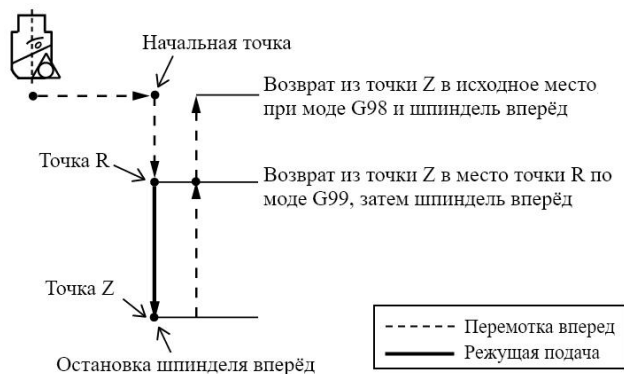 Начальная точка
Возврат из точки Z в исходное место
при моде G98 и шпиндель вперёд
Точка R
Возврат из точки Z в место точки R по
моде G99, затем шпиндель вперёд
Точка Z
Остановка шпинделя вперёд
Перемотка вперед
Режущая подача